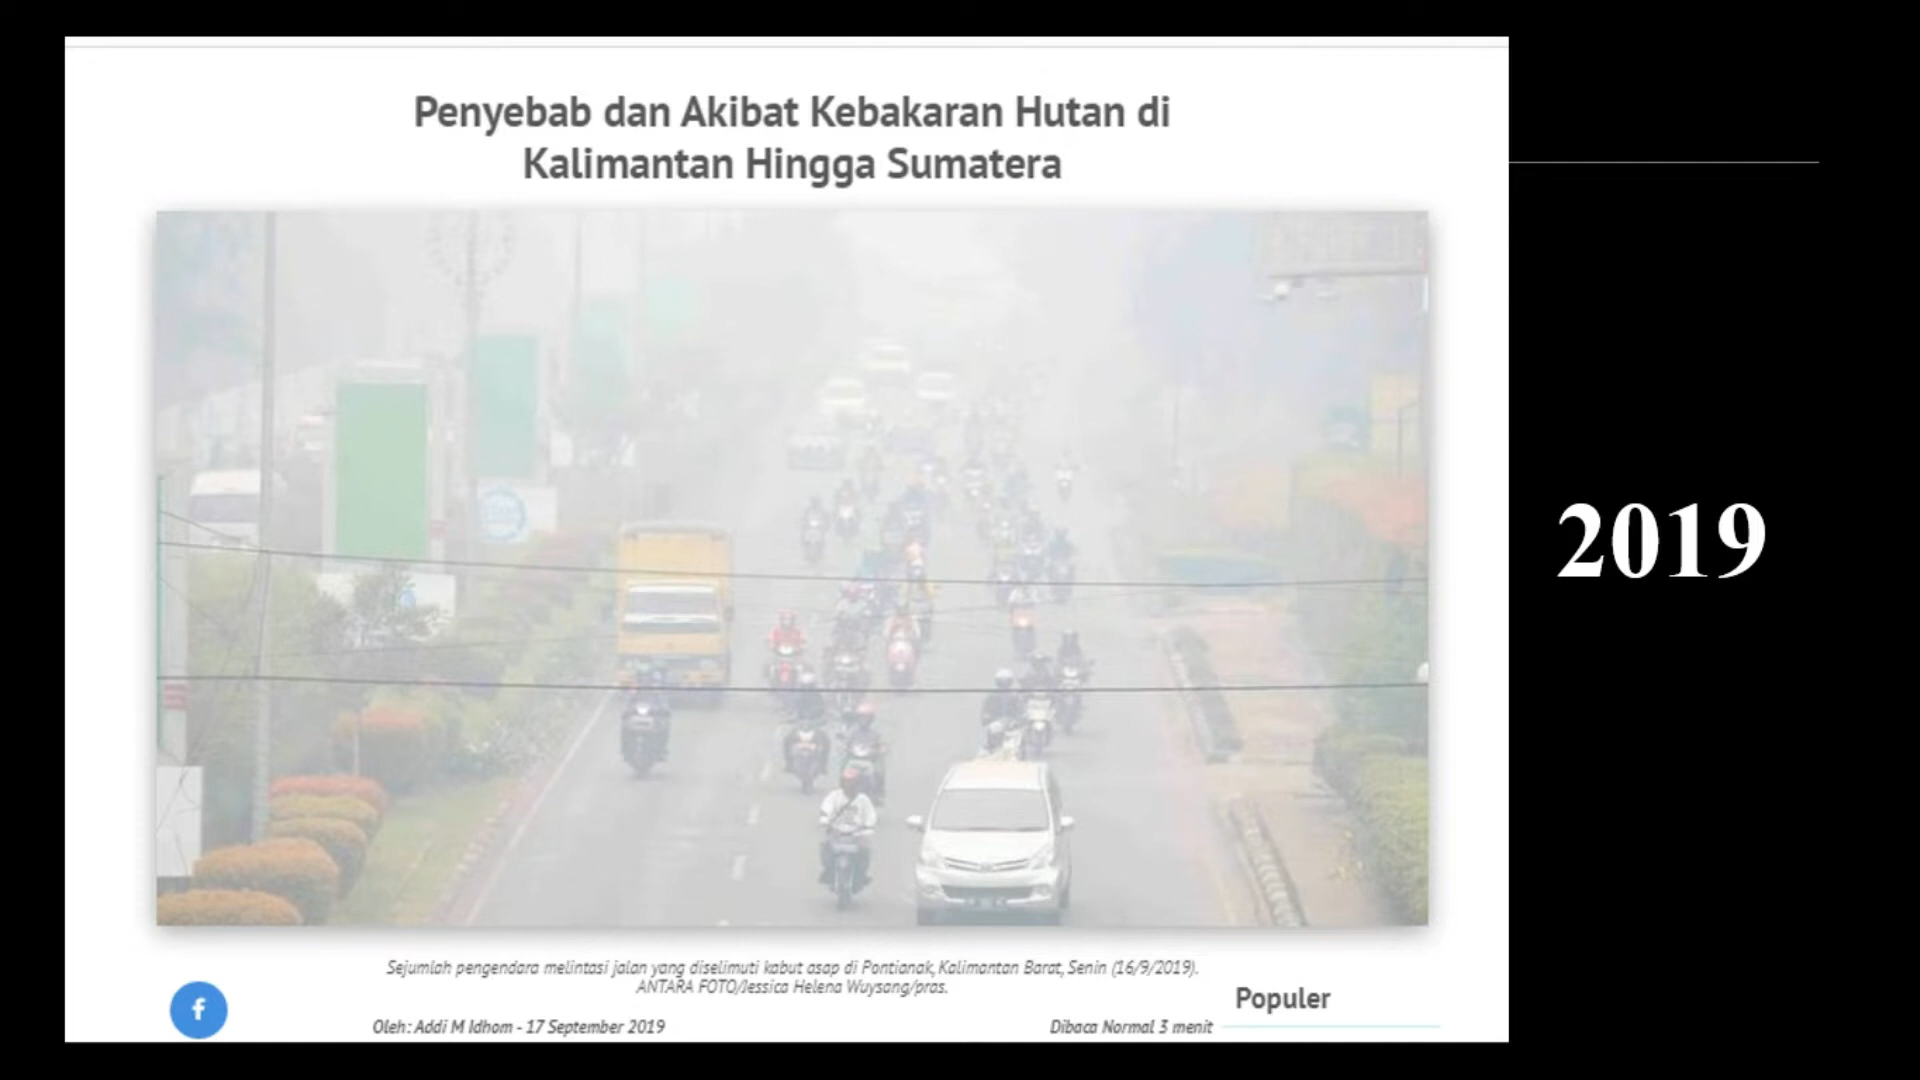 Penyebab dan Akibat Kebakaran Hutan di
Kalimantan Hingga Sumatera
2019
Sejumlah pengendara melintasi jalan yang diselimuti kabut asap di Pontianak, Kalimantan Barat, Senin (16/9/2019).
ANTARA FOTO/Jessica Helena Wuysang/pras.
Populer
Oleh: Addi M Idhom - 17 September 2019
Dibaca Normal 3 menit